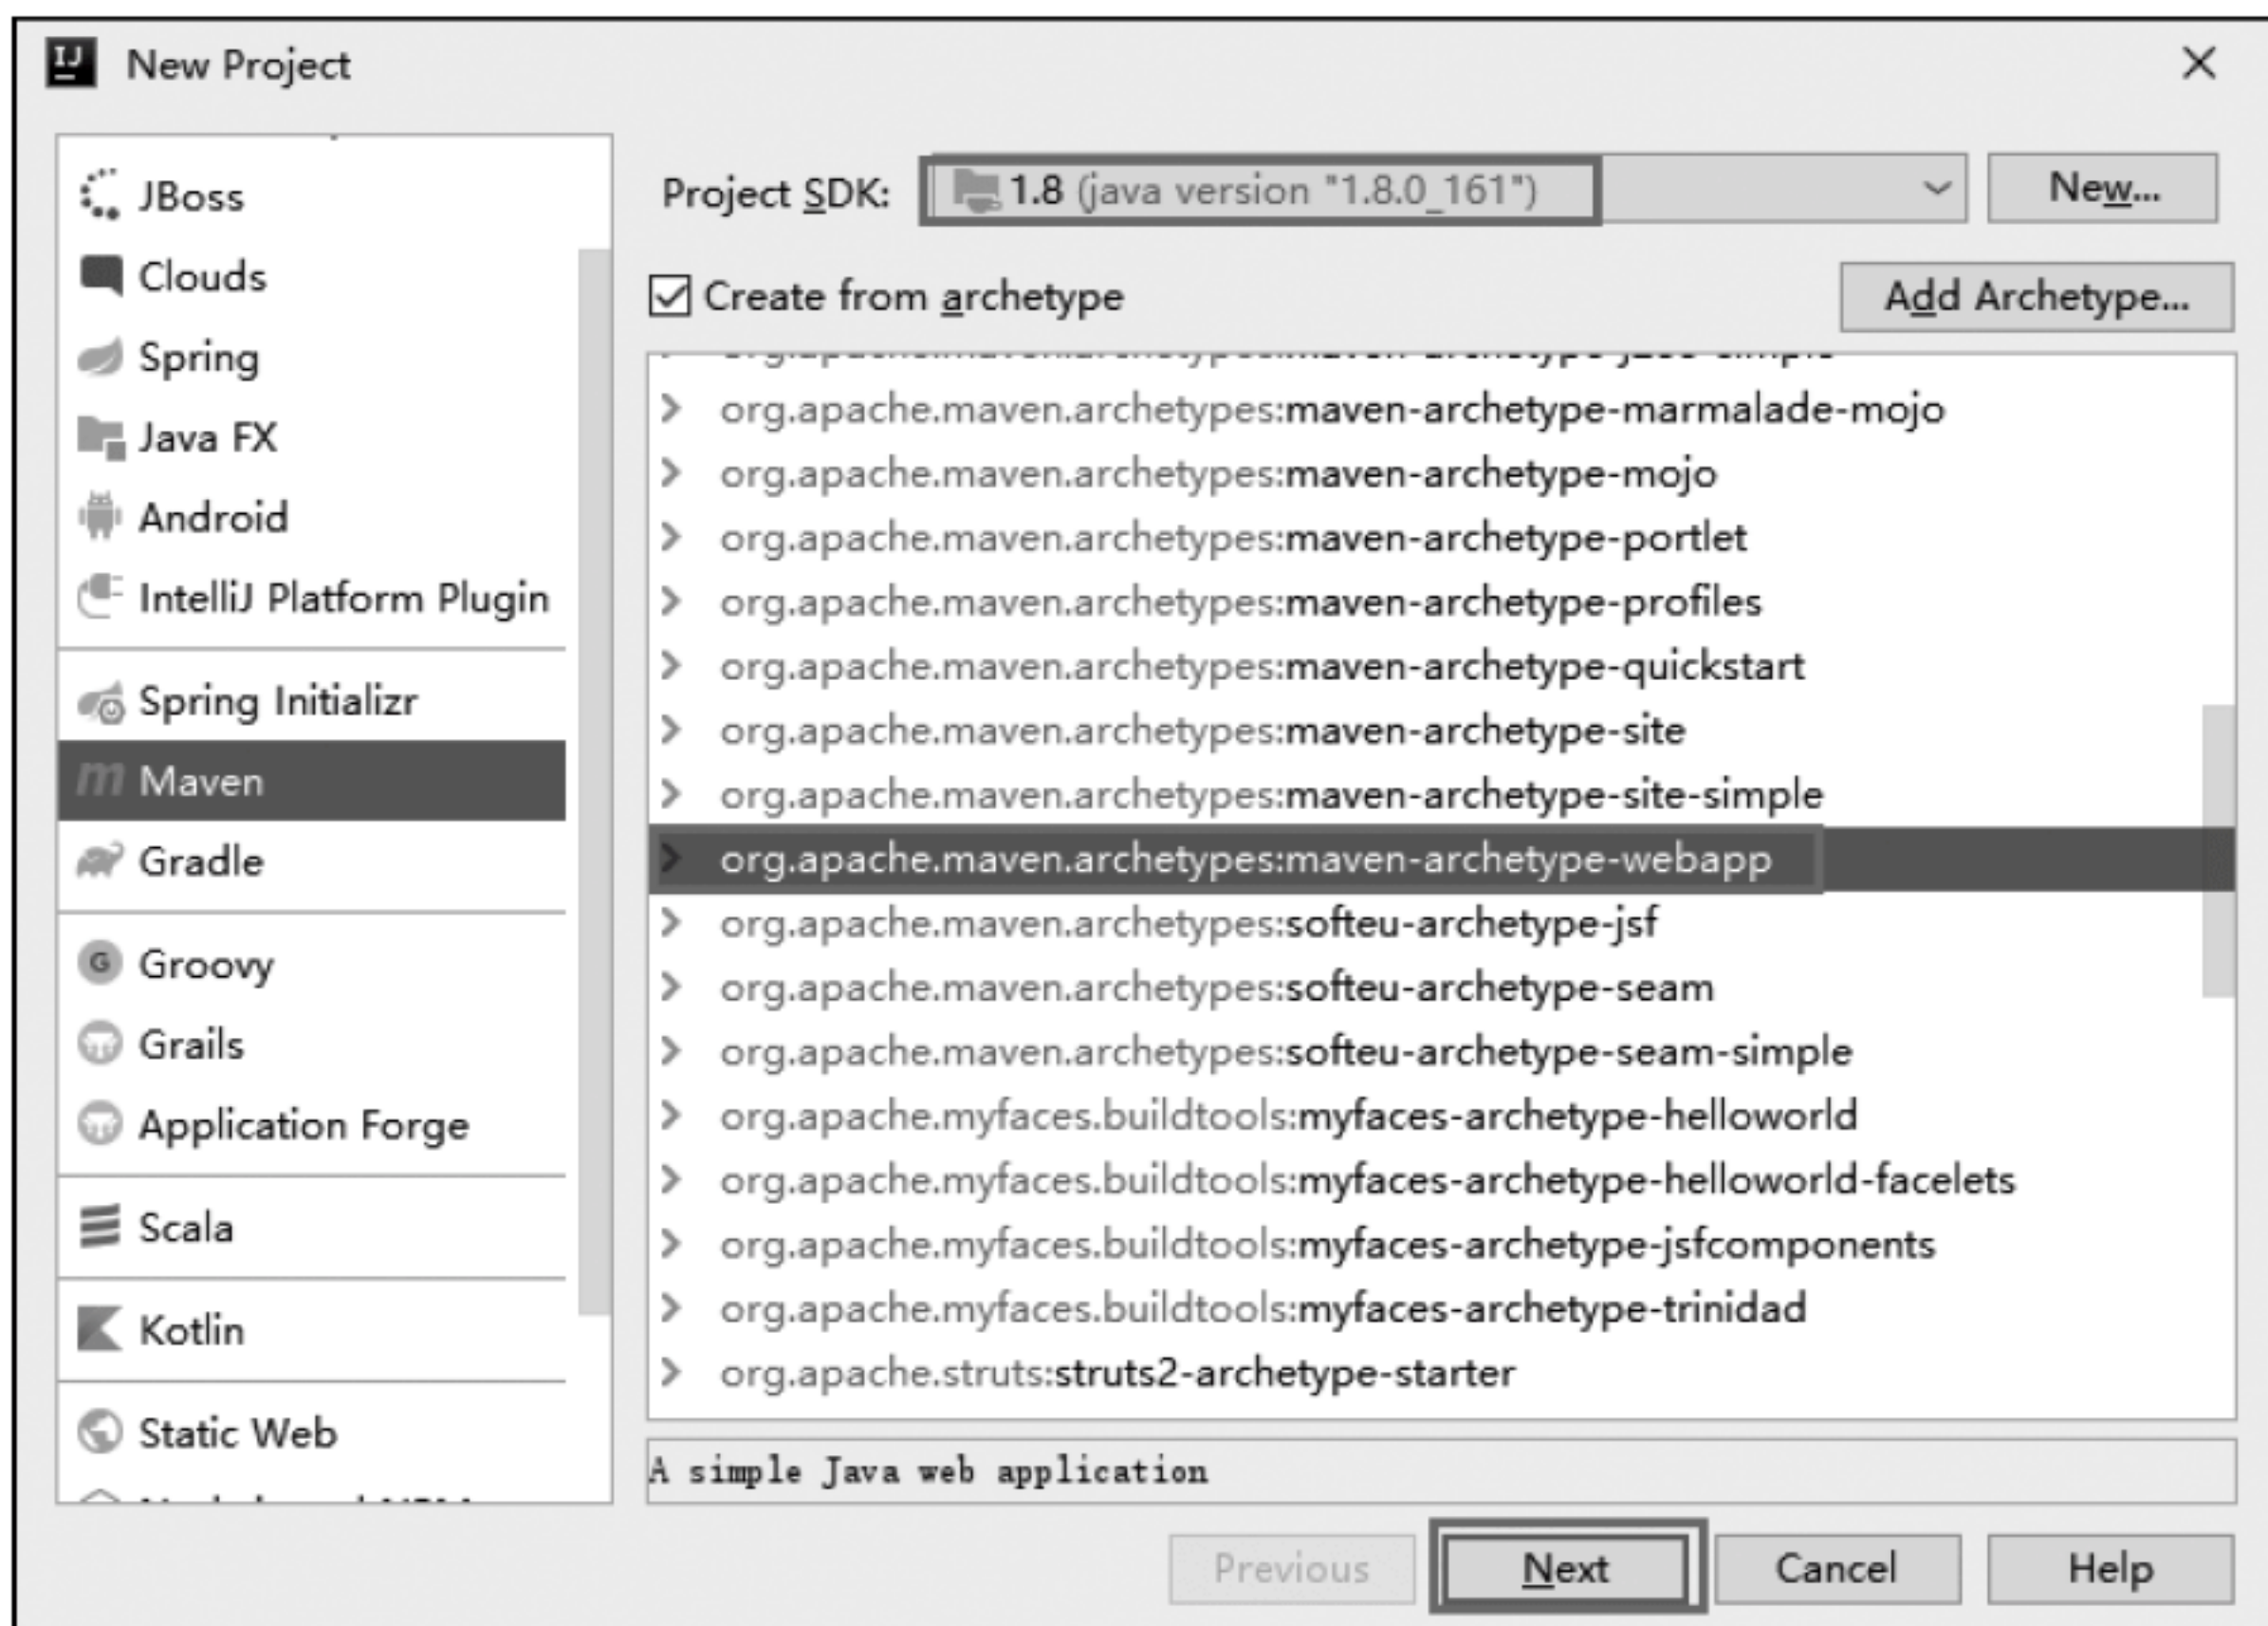 New Project
JBoss
Clouds
Spring
Java FX
Android
IntelliJ Platform Plugin
Spring Initializr
Maven
Gradle
Groovy
Grails
Application Forge
Scala
Kotlin
Static Web
Project SDK: 1.8 (java version "1.8.0_161") New...
Create from archetype Add Archetype...
org.apache.maven.archetypes:maven-archetype-marmalade-mojo
org.apache.maven.archetypes:maven-archetype-mojo
org.apache.maven.archetypes:maven-archetype-portlet
org.apache.maven.archetypes:maven-archetype-profiles
org.apache.maven.archetypes:maven-archetype-quickstart
org.apache.maven.archetypes:maven-archetype-site
org.apache.maven.archetypes:maven-archetype-site-simple
org.apache.maven.archetypes:maven-archetype-webapp
org.apache.maven.archetypes:softeu-archetype-jsf
org.apache.maven.archetypes:softeu-archetype-seam
org.apache.maven.archetypes:softeu-archetype-seam-simple
org.apache.myfaces.buildtools:myfaces-archetype-helloworld
org.apache.myfaces.buildtools:myfaces-archetype-helloworld-facelets
org.apache.myfaces.buildtools:myfaces-archetype-jsfcomponents
org.apache.myfaces.buildtools:myfaces-archetype-trinidad
org.apache.struts:struts2-archetype-starter
A simple Java web application
Previous Next Cancel Help